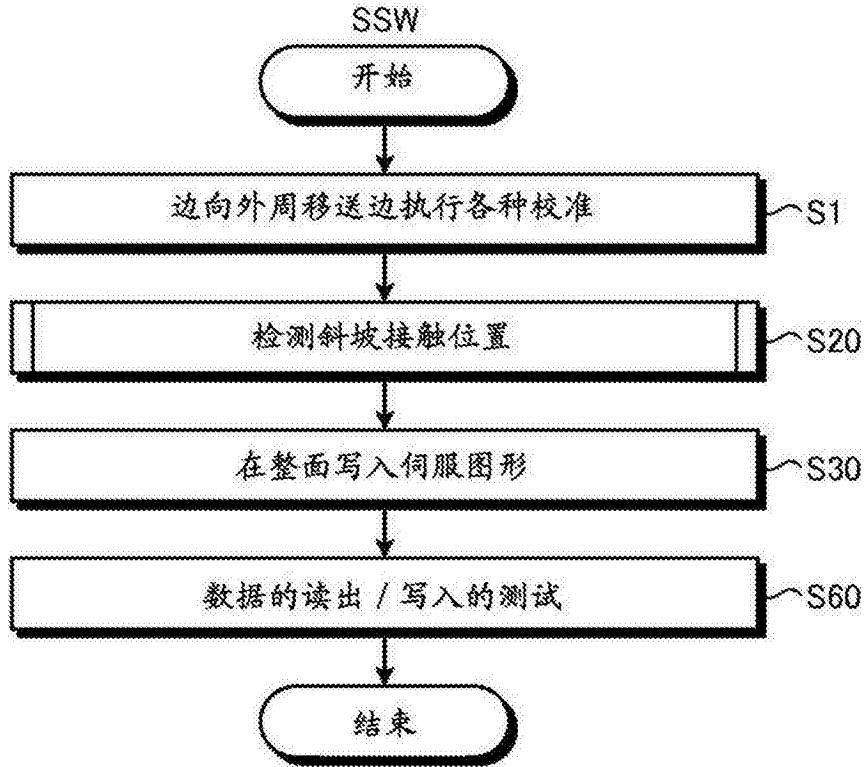 SSW
开始
边向外周移送边执行各种校准
S1
检测斜坡接触位置
S20
在整面写入伺服图形
S30
数据的读出/写入的测试
S60
结束